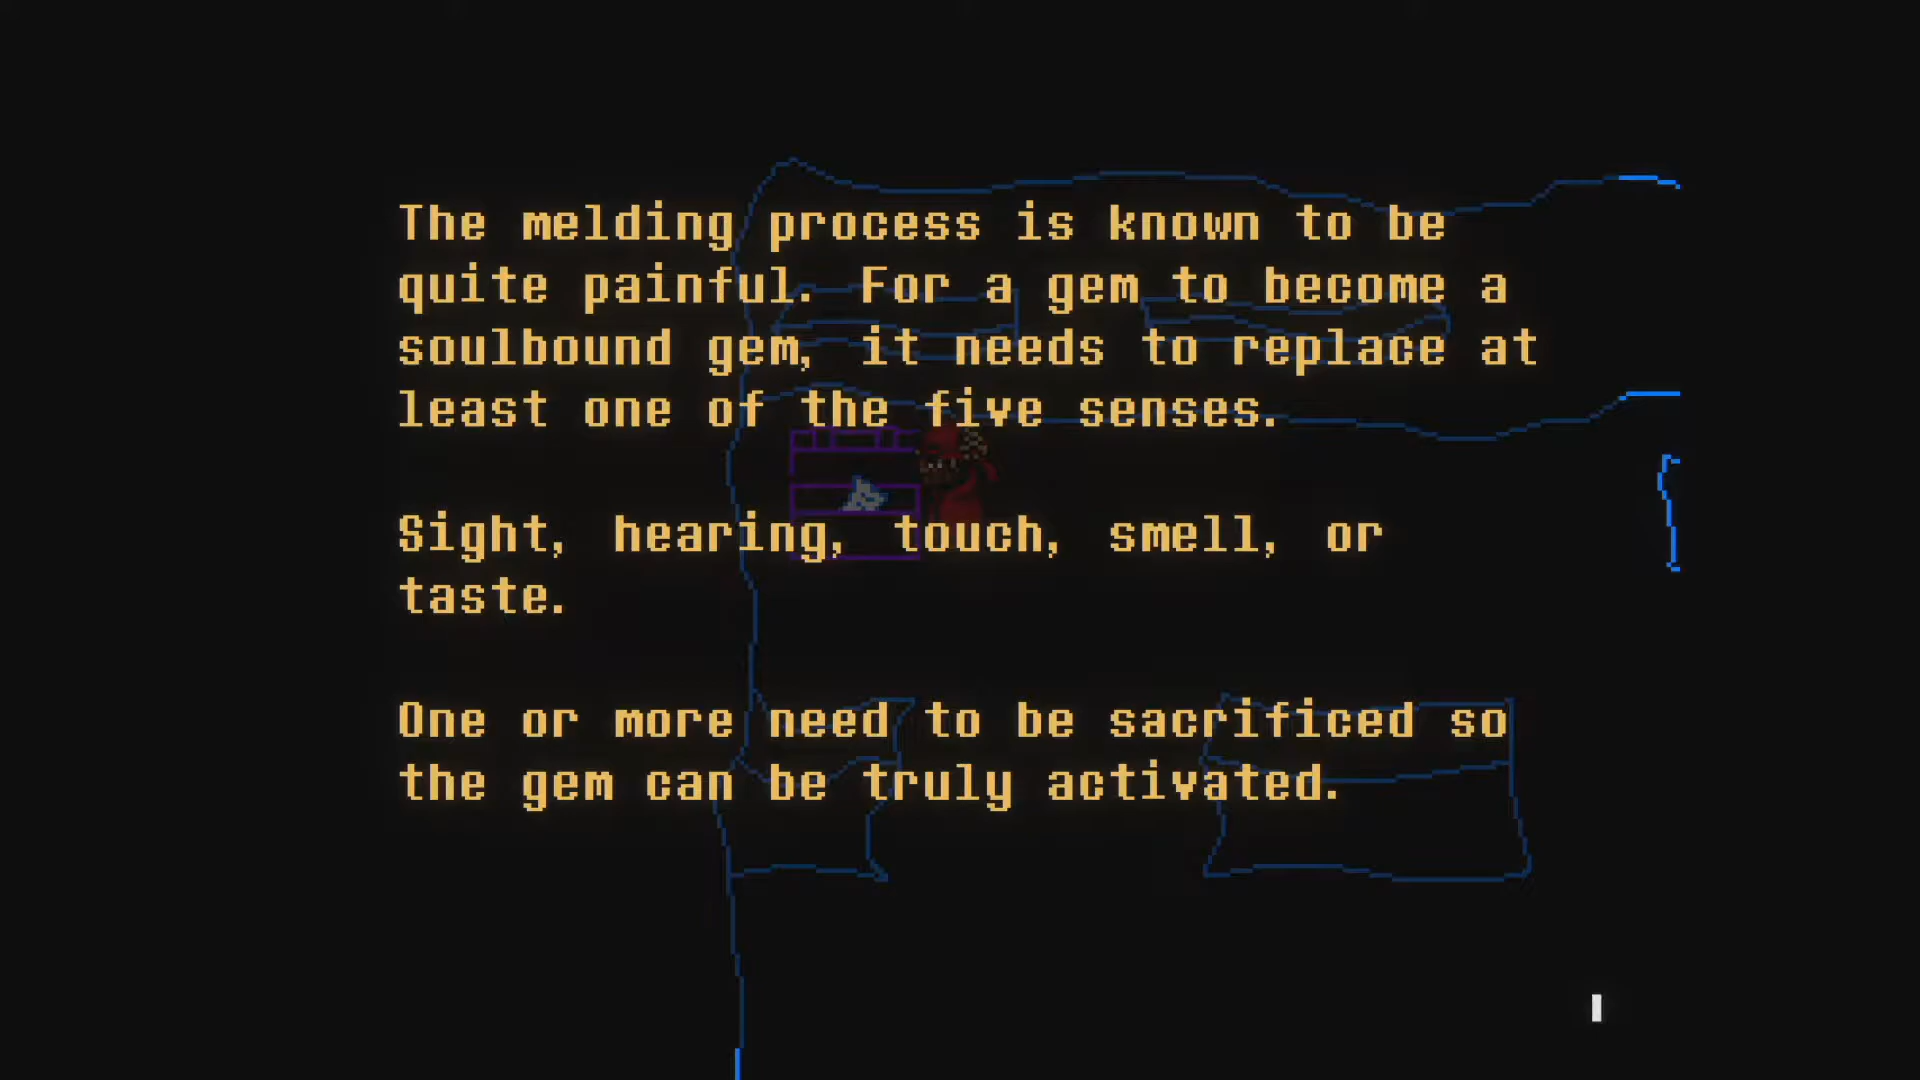 The melding process is known to be
quite painful. For a gem to become a
soulbound gem, it needs to replace at
least one of the five senses.
Sight, hearing, touch, smell, or
taste.
One or more need to be sacrificed so
the gem can be truly activated.